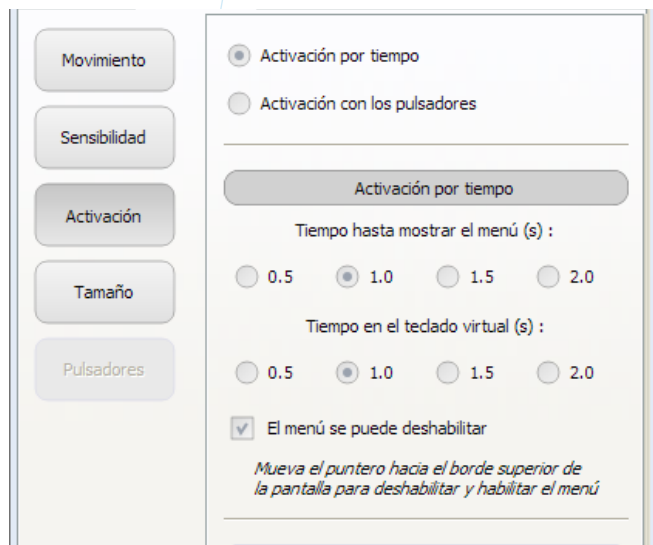 Movimiento
Sensibilidad
Activación
Tamaño
Pulsadores
Activación por tiempo
Activación con los pulsadores
Activación por tiempo
Tiempo hasta mostrar el menú (s) :
0.5 1.0 1.5 2.0
Tiempo en el teclado virtual (s) :
0.5 1.0 1.5 2.0
El menú se puede deshabilitar
Mueva el puntero hacia el borde superior de
la pantalla para deshabilitar y habilitar el menú